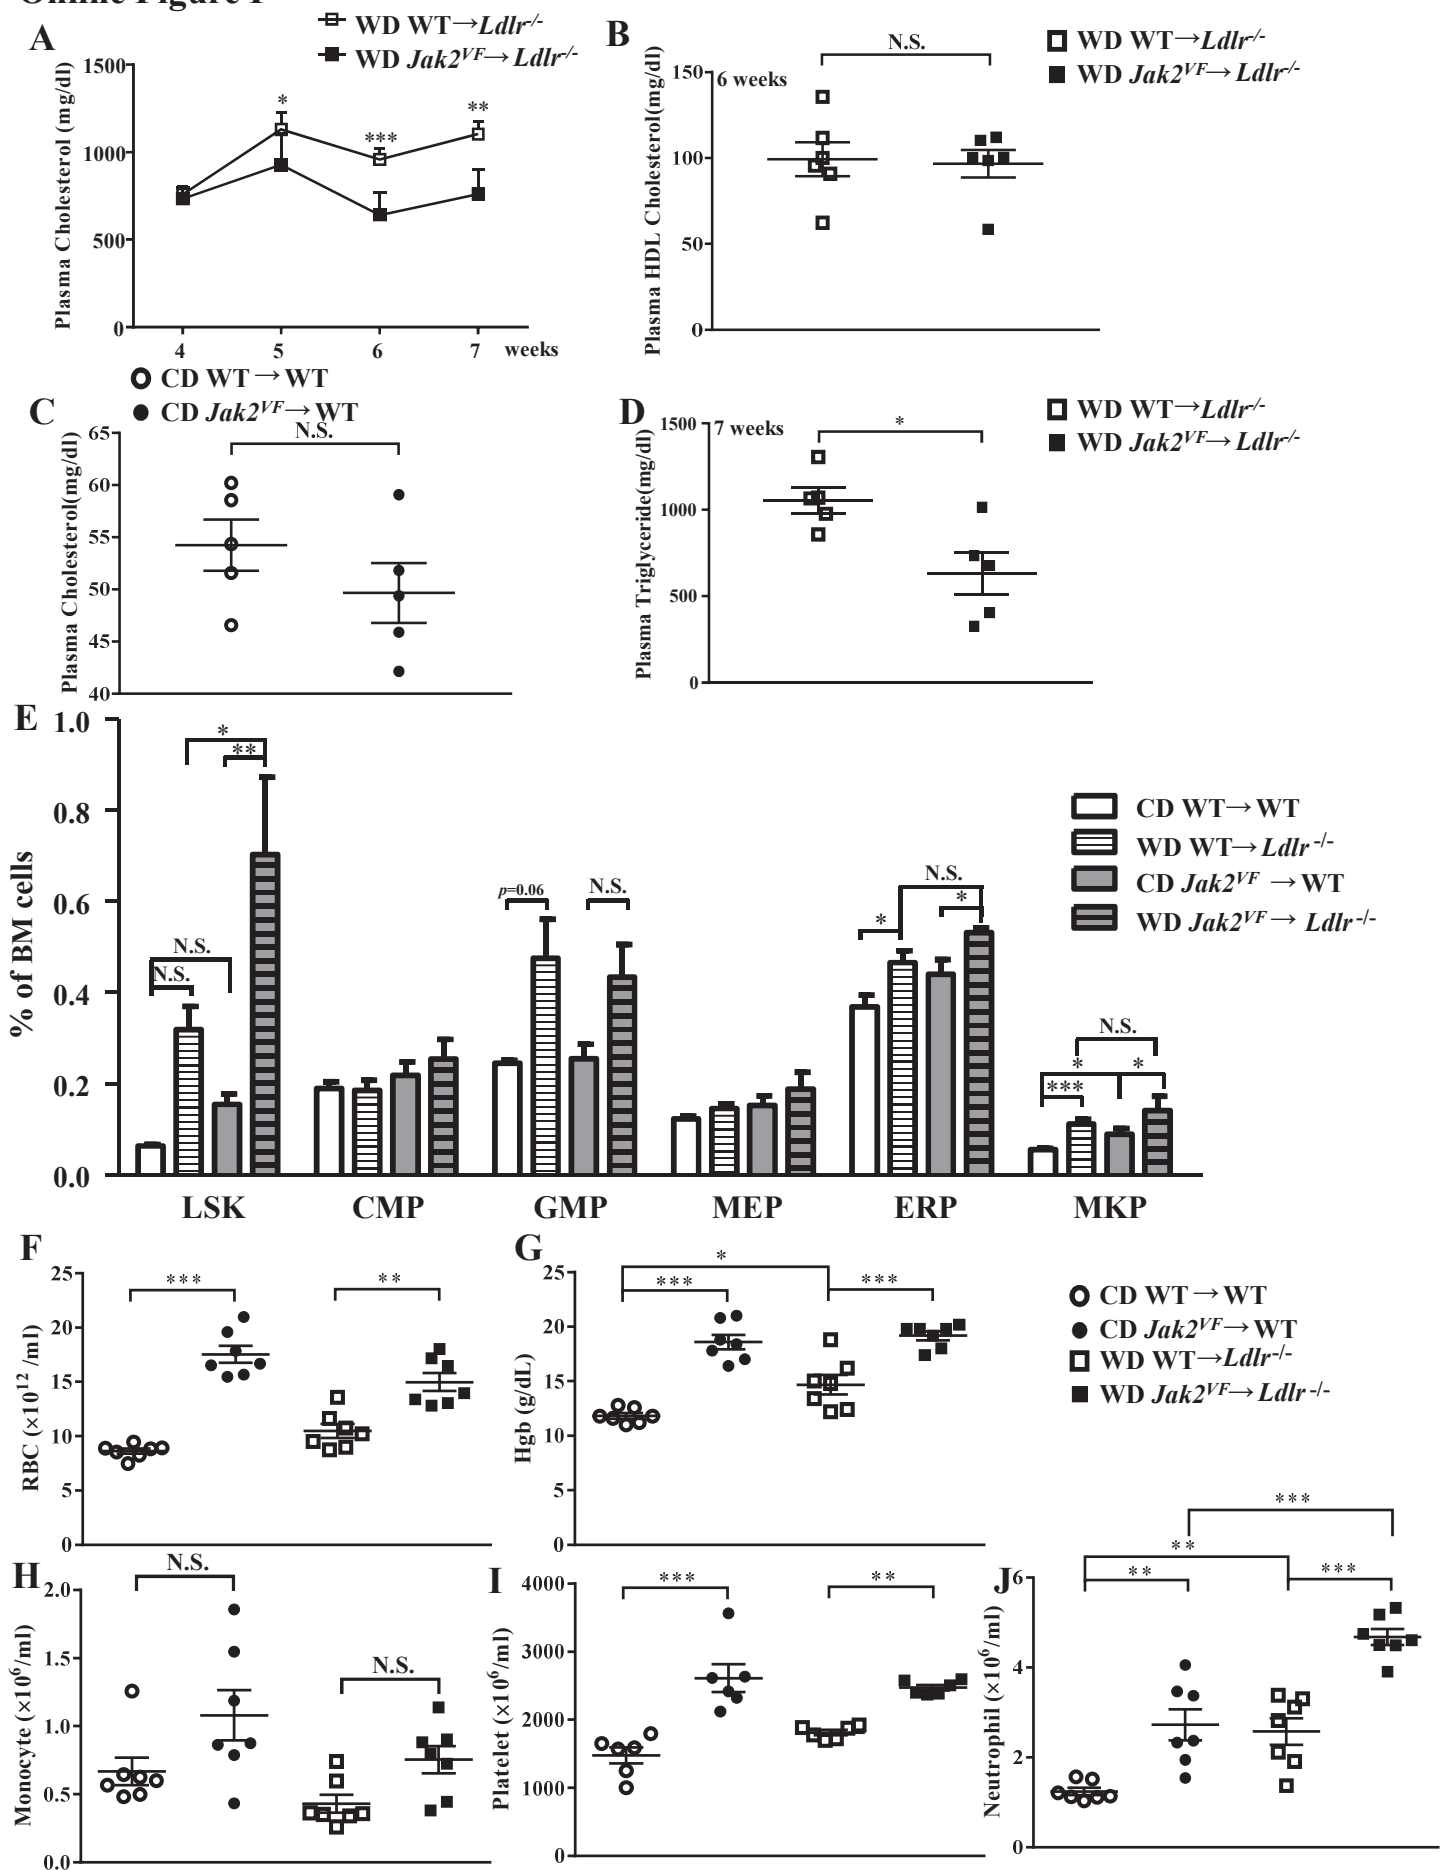 Online Figure I
A
WD WT→Ldlr-/-
WD Jak2VF→Ldlr-/-
Plasma Cholesterol (mg/dl)
1500
1000
500
0
*
***
**
4 5 6 7 weeks
B
WD WT→Ldlr-/-
WD Jak2VF→Ldlr-/-
Plasma HDL Cholesterol(mg/dl)
6 weeks
N.S.
150
100
50
0
C
CD WT→WT
CD Jak2VF→WT
Plasma Cholesterol(mg/dl)
N.S.
65
60
55
50
45
40
D
WD WT→Ldlr-/-
WD Jak2VF→Ldlr-/-
Plasma Triglyceride(mg/dl)
7 weeks
*
1500
1000
500
0
E
% of BM cells
1.0
0.8
0.6
0.4
0.2
0.0
*
**
N.S.
N.S.
p=0.06
N.S.
N.S.
*
*
N.S.
*
*
***
LSK CMP GMP MEP ERP MKP
CD WT→WT
WD WT→Ldlr-/-
CD Jak2VF→WT
WD Jak2VF→Ldlr-/-
F
RBC (×1012 /ml)
***
**
25
20
15
10
5
0
G
Hgb (g/dL)
*
***
***
25
20
15
10
5
0
CD WT→WT
CD Jak2VF→WT
WD WT→Ldlr-/-
WD Jak2VF→Ldlr-/-
H
Monocyte (×106/ml)
N.S.
N.S.
2.0
1.5
1.0
0.5
0.0
I
Platelet (×106/ml)
***
**
4000
3000
2000
1000
0
J
Neutrophil (×106/ml)
***
**
**
***
6
4
2
0